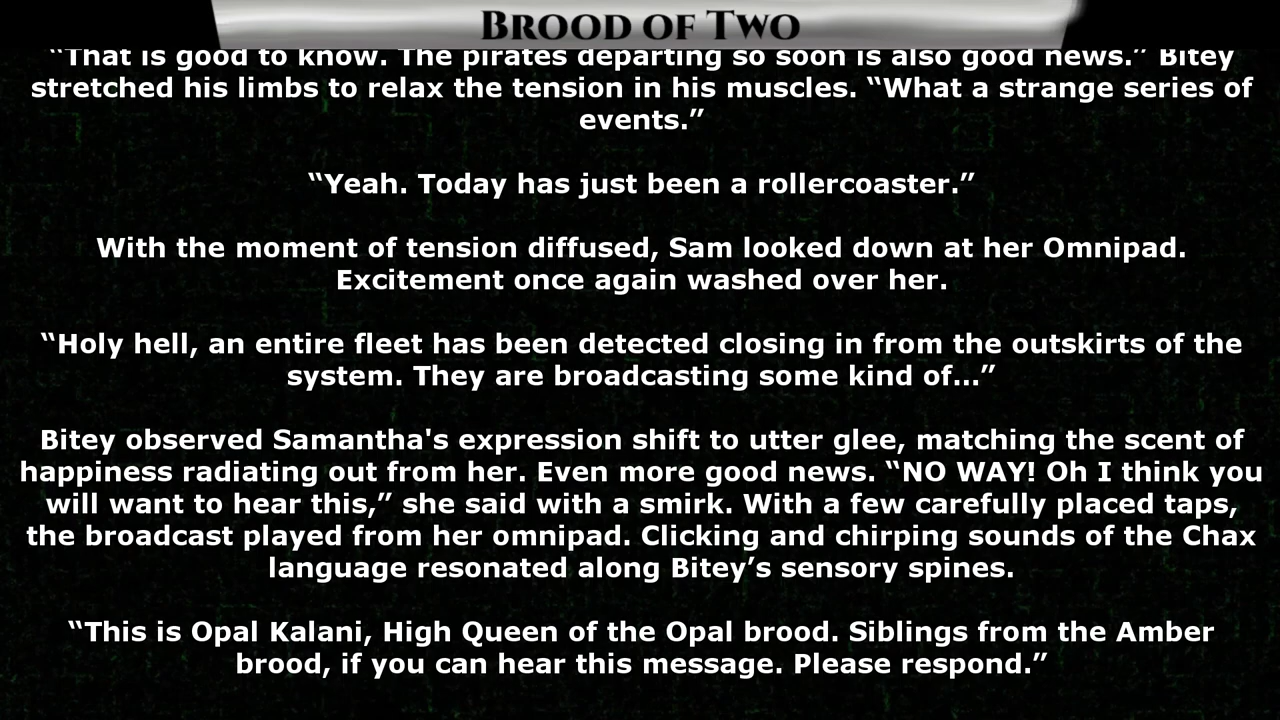 Brood of Two
“That is good to know. The pirates departing so soon is also good news.” Bitey
stretched his limbs to relax the tension in his muscles. “What a strange series of
events.”
“Yeah. Today has just been a rollercoaster.”
With the moment of tension diffused, Sam looked down at her Omnipad.
Excitement once again washed over her.
“Holy hell, an entire fleet has been detected closing in from the outskirts of the
system. They are broadcasting some kind of...”
Bitey observed Samantha's expression shift to utter glee, matching the scent of
happiness radiating out from her. Even more good news. “NO WAY! Oh I think you
will want to hear this,” she said with a smirk. With a few carefully placed taps,
the broadcast played from her omnipad. Clicking and chirping sounds of the Chax
language resonated along Bitey’s sensory spines.
“This is Opal Kalani, High Queen of the Opal brood. Siblings from the Amber
brood, if you can hear this message. Please respond.”